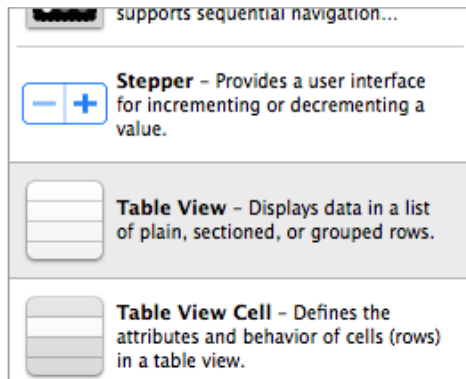 supports sequential navigation...
Stepper – Provides a user interface
for incrementing or decrementing a
value.
Table View – Displays data in a list
of plain, sectioned, or grouped rows.
Table View Cell – Defines the
attributes and behavior of cells (rows)
in a table view.